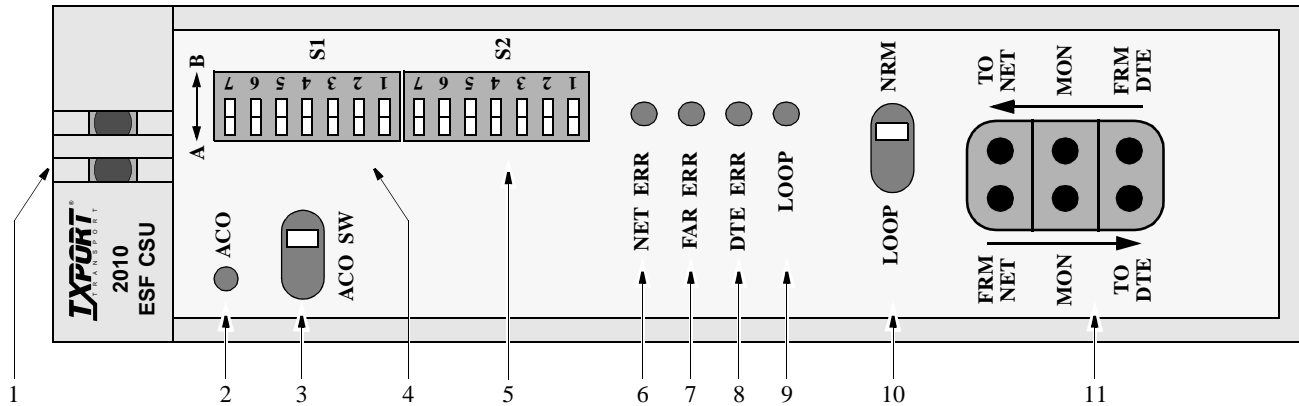 S1
S2
B
A
7 6 5 4 3 2 1
7 6 5 4 3 2 1
NRM
TO NET
MON
FRM DTE
TXPORT®
TRANSPORT
2010
ESF CSU
ACO
ACO SW
NET ERR
FAR ERR
DTE ERR
LOOP
LOOP
FRM NET
MON
TO DTE
1 2 3 4 5 6 7 8 9 10 11